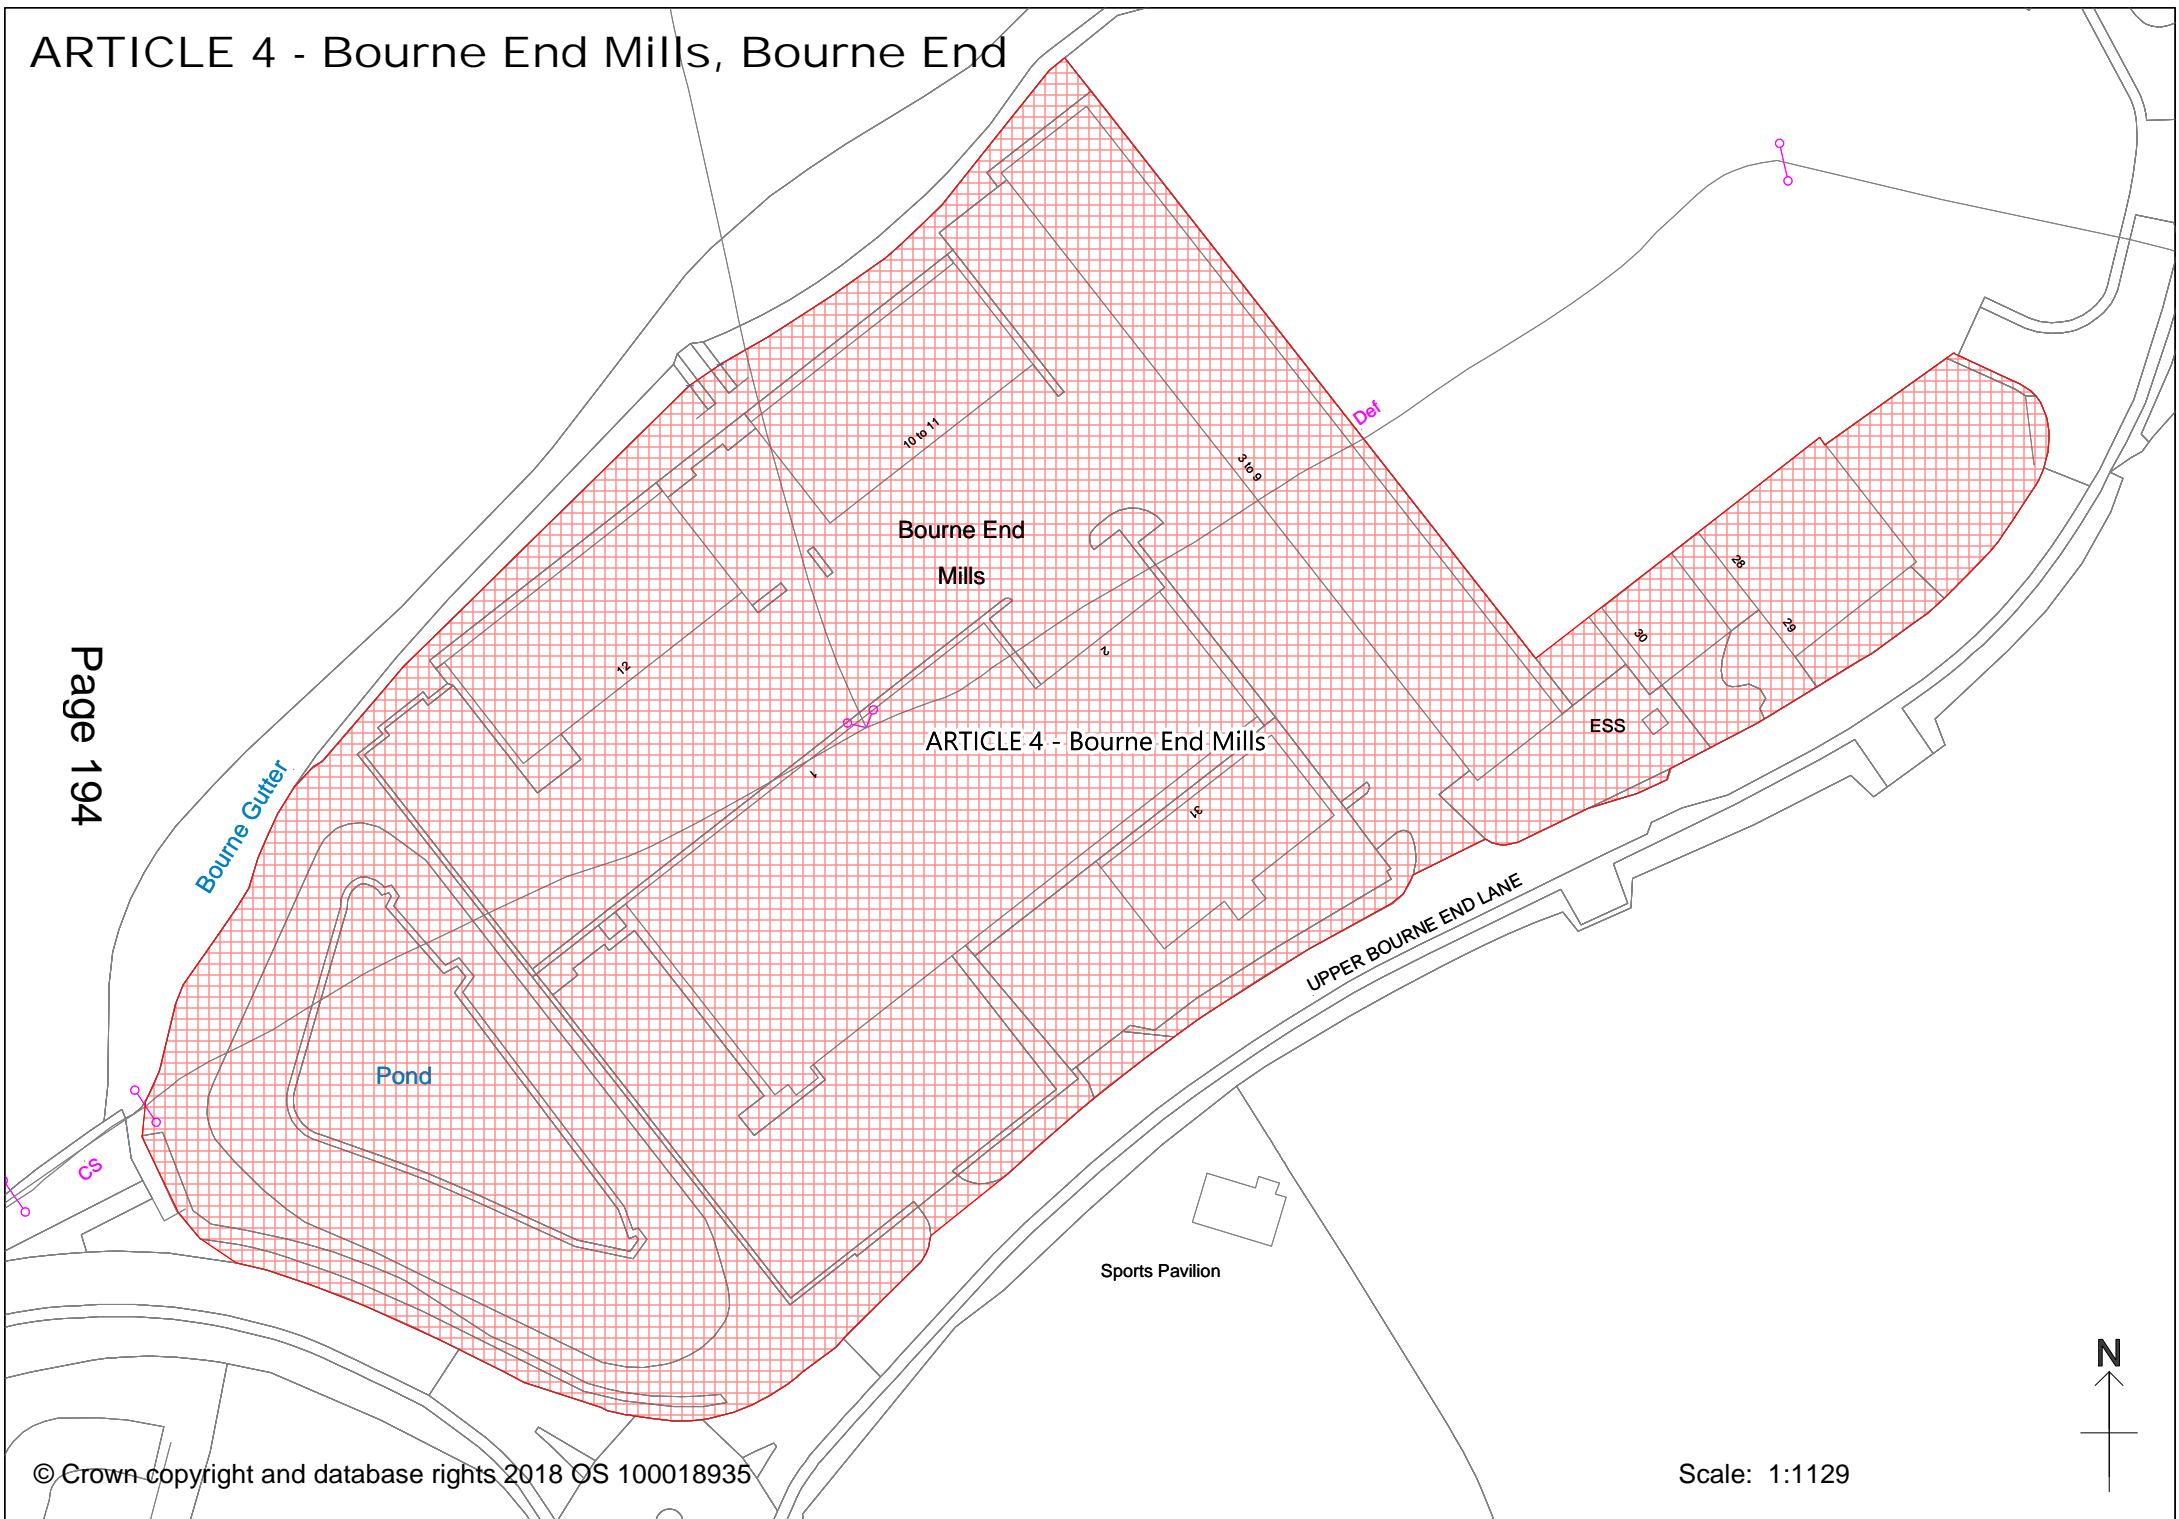 ARTICLE 4 - Bourne End Mills, Bourne End
Def
10 to 11
3 to 9
Bourne End
Mills
28
29
30
2
12
Page 194
ESS
ARTICLE 4 - Bourne End Mills
1
31
Bourne Gutter
UPPER BOURNE END LANE
Pond
CS
Sports Pavilion
N
© Crown copyright and database rights 2018 OS 100018935
Scale: 1:1129